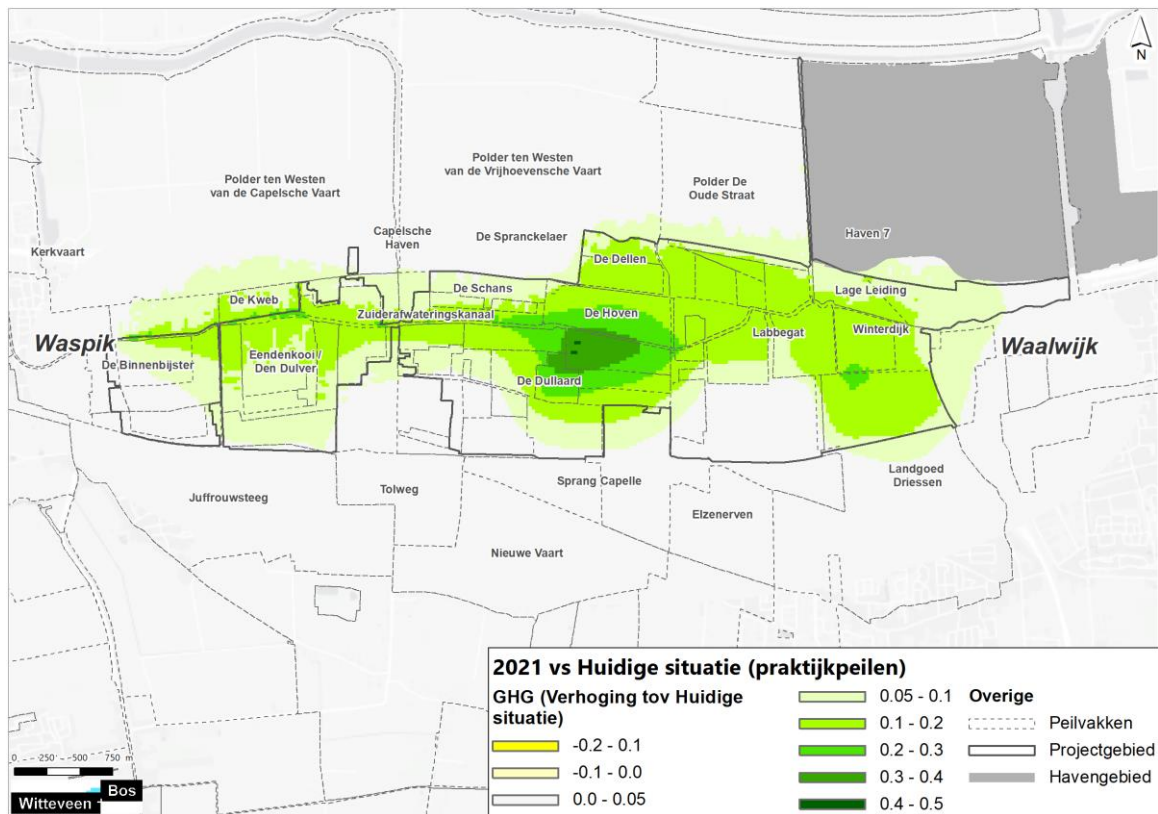 N
Polder ten Westen
van de Capelsche Vaart
Polder ten Westen
van de Vrijhoevensche Vaart
Polder De
Oude Straat
Kerkvaart
Capelsche
Haven
De Spranckelaer
Haven 7
De Dellen
De Kweb
De Schans
Lage Leiding
Zuiderafwateringskanaal
De Hoven
Labbegat
Winterdijk
Waspik
Waalwijk
De Binnenbijster
Eendenkooi /
Den Dulver
De Dullaard
Juffrouwsteeg
Tolweg
Sprang Capelle
Landgoed
Driessen
Elzenerven
Nieuwe Vaart
2021 vs Huidige situatie (praktijkpeilen)
GHG (Verhoging tov Huidige
situatie)
-0.2 - 0.1
-0.1 - 0.0
0.0 - 0.05
0.05 - 0.1
0.1 - 0.2
0.2 - 0.3
0.3 - 0.4
0.4 - 0.5
Overige
Peilvakken
Projectgebied
Havengebied
0 250 500 750 m
Witteveen + Bos